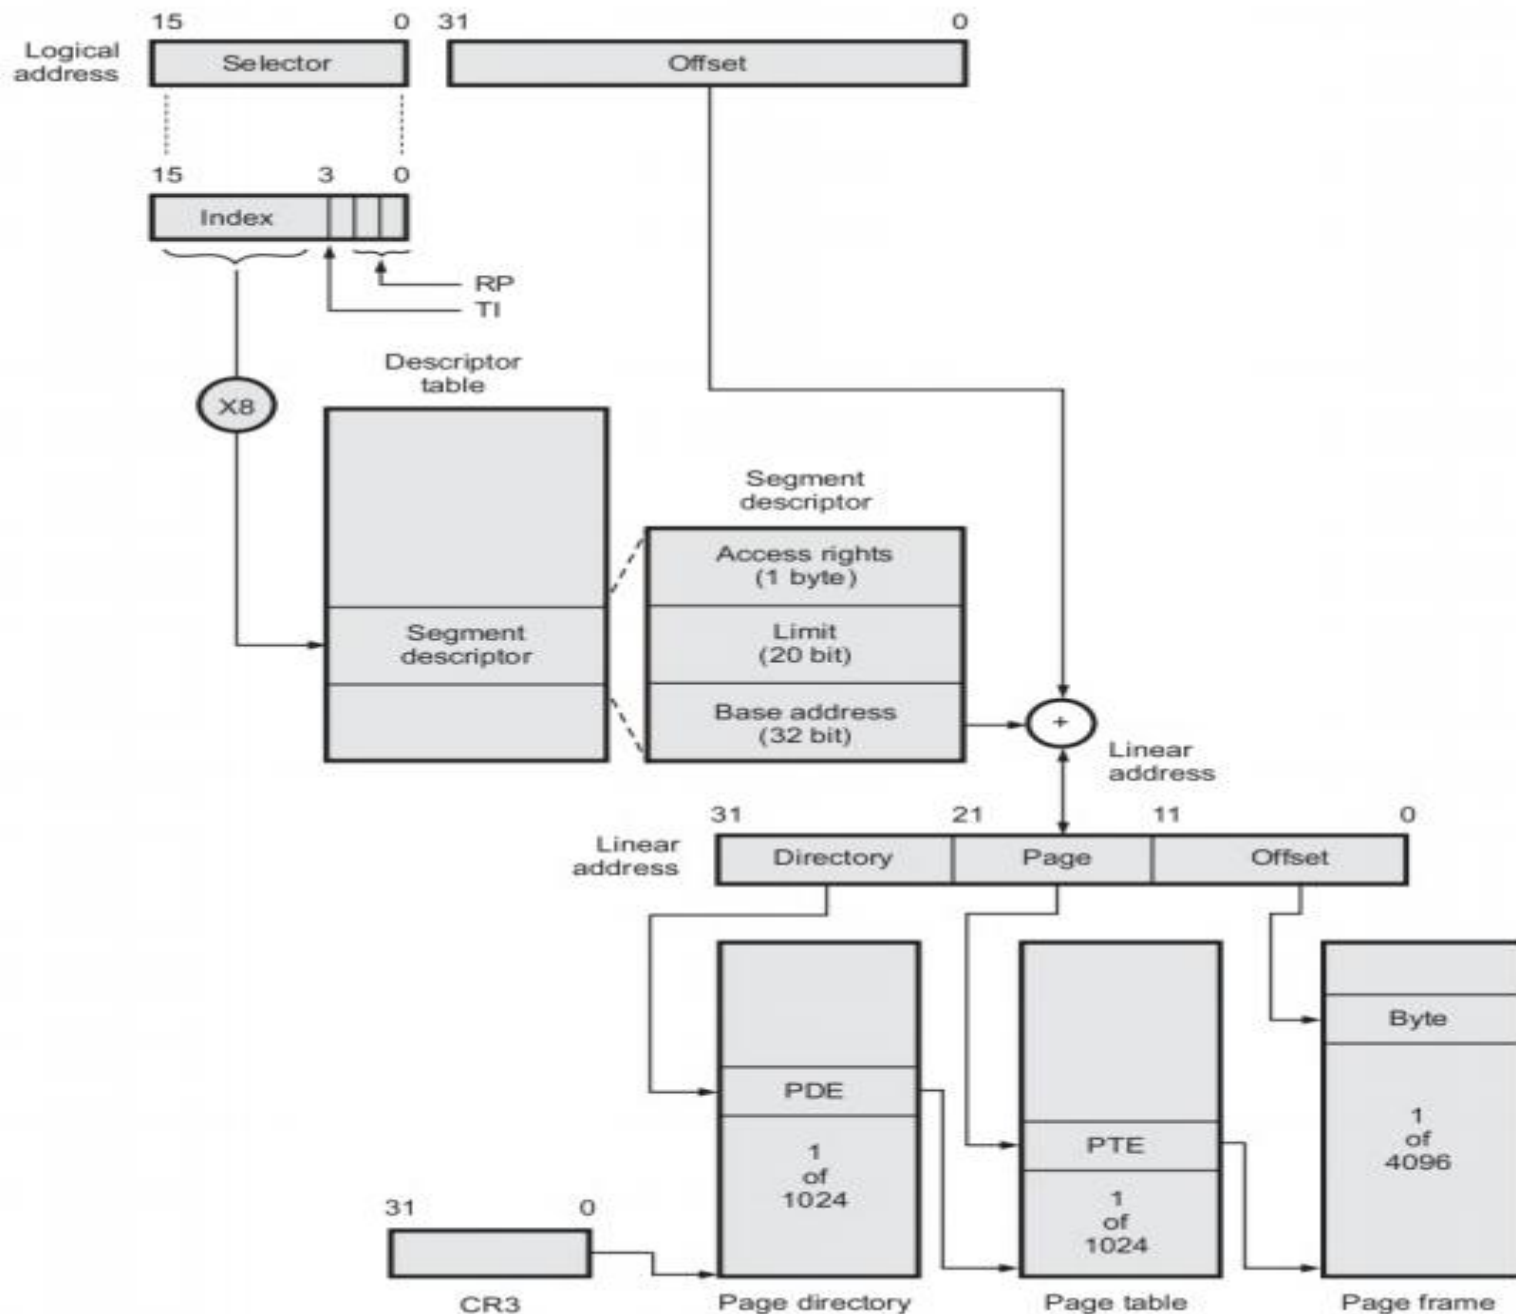 15 0 31 0
Logical
address
Selector
Offset
15 3 0
Index
RP
TI
X8
Descriptor
table
Segment
descriptor
Segment
descriptor
Access rights
(1 byte)
Limit
(20 bit)
Base address
(32 bit)
+
Linear
address
31 21 11 0
Linear
address
Directory
Page
Offset
PDE
1
of
1024
PTE
1
of
1024
Byte
1
of
4096
31 0
CR3
Page directory
Page table
Page frame